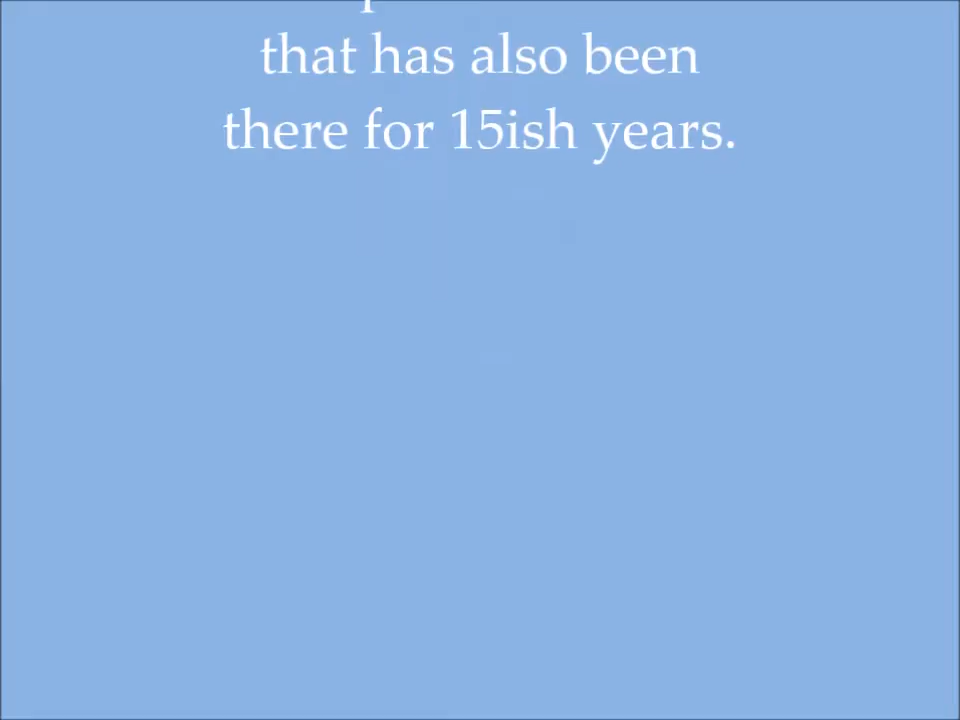 that has also been
there for 15ish years.